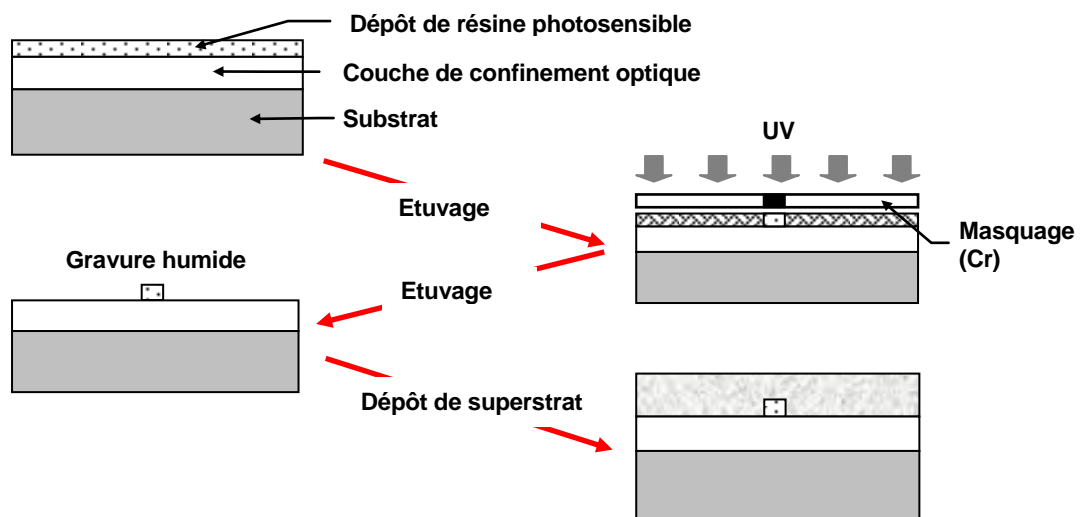 Dépôt de résine photosensible
Couche de confinement optique
Substrat
UV
Etuvage
Masquage
(Cr)
Gravure humide
Etuvage
Dépôt de superstrat